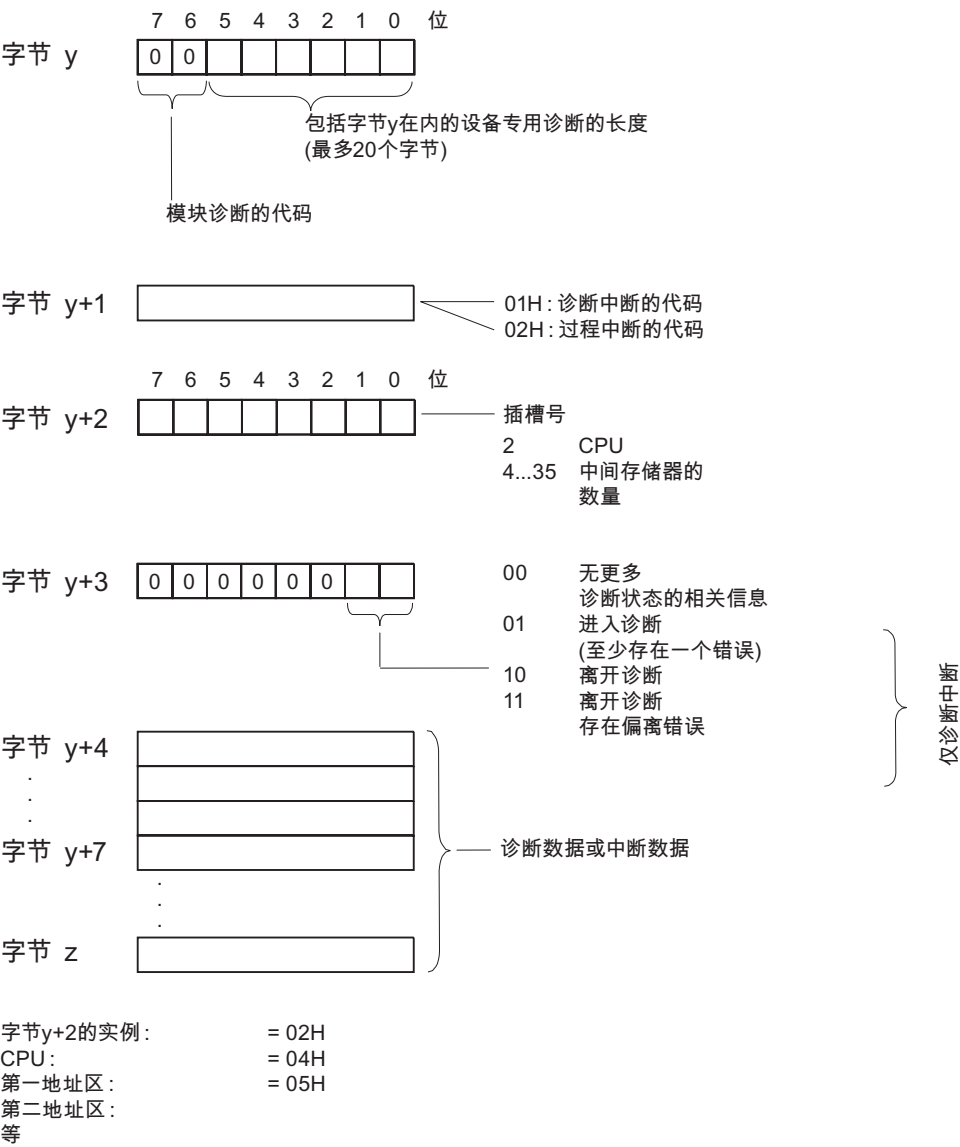 7 6 5 4 3 2 1 0 位
字节 y
0 0
包括字节y在内的设备专用诊断的长度
(最多20个字节)
模块诊断的代码
字节 y+1
01H : 诊断中断的代码
02H : 过程中断的代码
7 6 5 4 3 2 1 0 位
字节 y+2
插槽号
2 CPU
4...35 中间存储器的
数量
字节 y+3
0 0 0 0 0 0
00 无更多
诊断状态的相关信息
01 进入诊断
(至少存在一个错误)
10 离开诊断
11 离开诊断
存在偏离错误
仅诊断中断
字节 y+4
.
.
.
字节 y+7
诊断数据或中断数据
.
.
.
字节 z
字节y+2的实例 : = 02H
CPU : = 04H
第一地址区 : = 05H
第二地址区 :
等